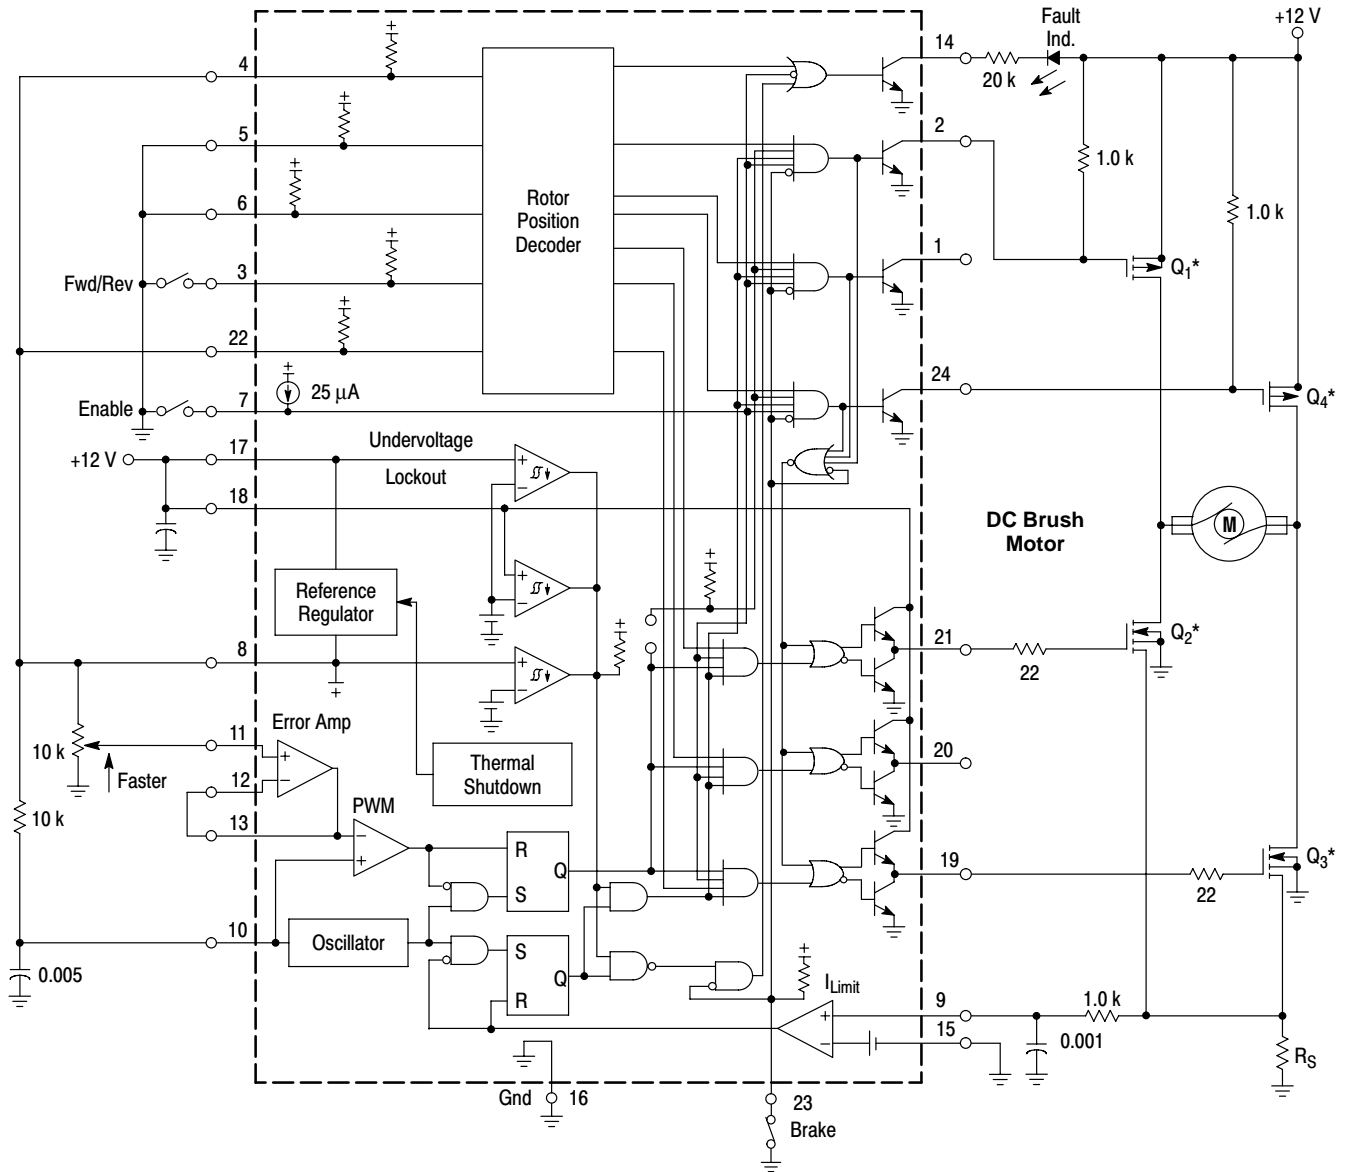 Fault
Ind.
+12 V
4
14
20 k
5
2
1.0 k
1.0 k
6
Rotor
Position
Decoder
Fwd/Rev
3
1
Q1*
22
24
Q4*
Enable
7
25 µA
+12 V
17
Undervoltage
Lockout
18
DC Brush
Motor
M
Reference
Regulator
21
22
Q2*
8
Error Amp
11
10 k
Faster
12
Thermal
Shutdown
20
10 k
13
PWM
R
Q
S
19
22
Q3*
10
Oscillator
S
Q
R
0.005
ILimit
9
1.0 k
15
0.001
RS
Gnd
16
23
Brake